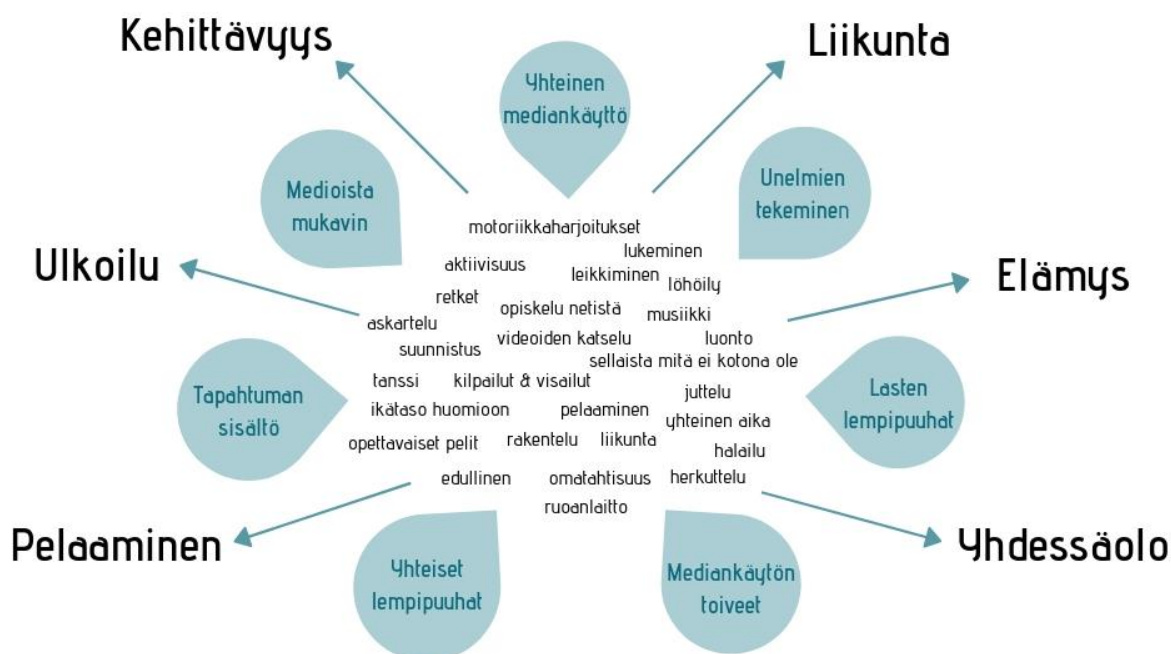 Kehittävyys
Liikunta
Yhteinen
mediankäyttö
Medioista
mukavin
Unelmien
tekeminen
motoriikkaharjoitukset
lukeminen
aktiivisuus
leikkiminen
löhöily
Ulkoilu
Elämys
retket
opiskelu netistä
musiikki
askartelu
suunnistus
videoiden katselu
luonto
sellaista mitä ei kotona ole
tanssi
kilpailut & visailut
juttelu
Tapahtuman
sisältö
Lasten
lempipuuhat
ikätaso huomioon
pelaaminen
yhteinen aika
opettavaiset pelit
rakentelu
liikunta
halailu
edullinen
omatahtisuus
herkuttelu
ruoanlaitto
Pelaaminen
Yhdessäolo
Yhteiset
lempipuuhat
Mediankäytön
toiveet